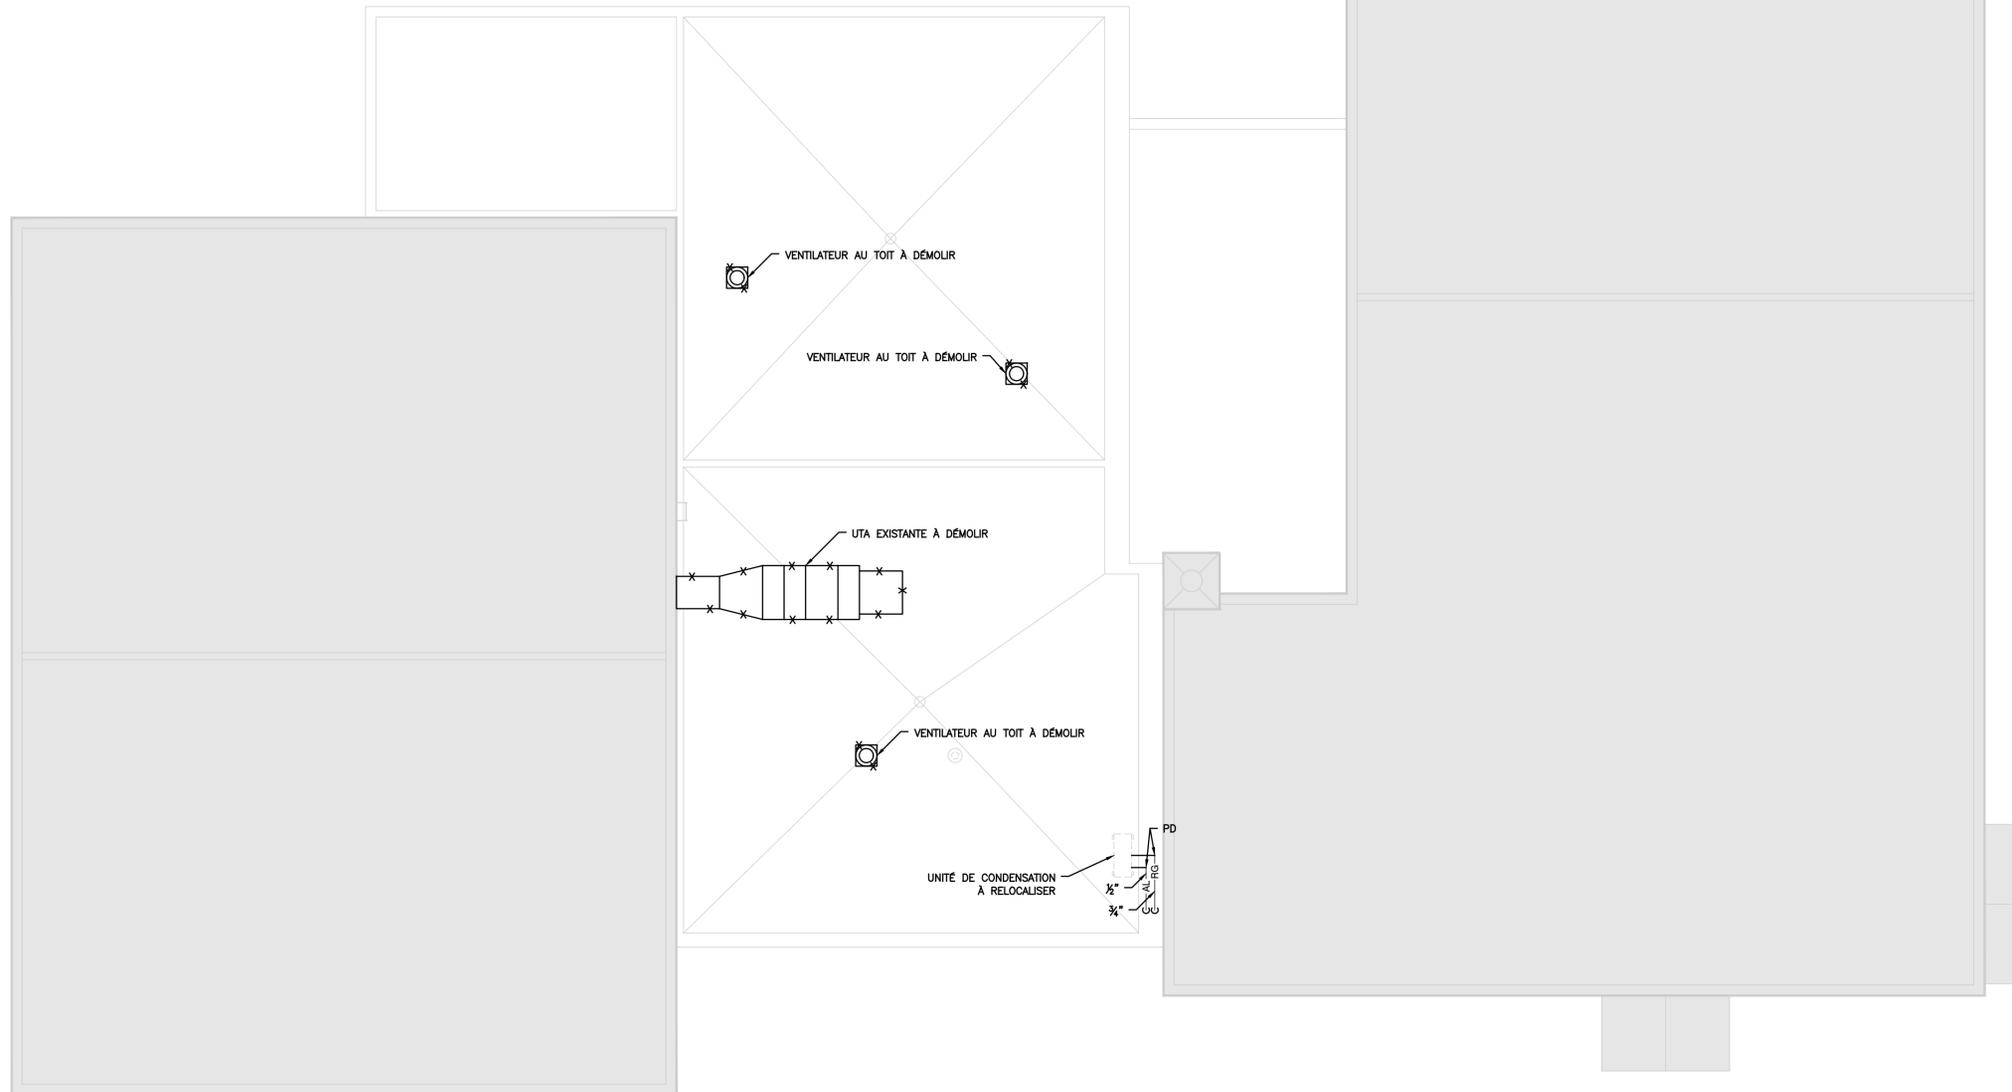 VENTILATEUR AU TOIT À DÉMOLIR
VENTILATEUR AU TOIT À DÉMOLIR
UTA EXISTANTE À DÉMOLIR
VENTILATEUR AU TOIT À DÉMOLIR
PD
UNITÉ DE CONDENSATION
À RELOCALISER
RG
AL
½"
¾"